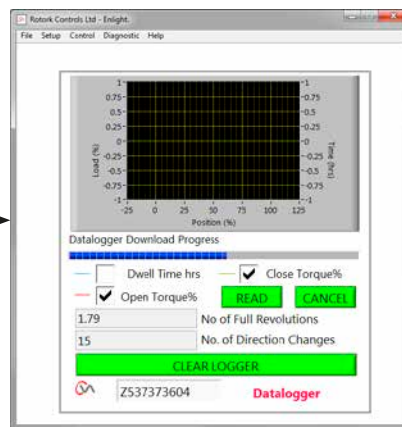 Rotork Controls Ltd - Enlight.
File Setup Control Diagnostic Help
1 1
0.75 0.75
0.5 0.5
0.25 0.25
0 0
-0.25 -0.25
-0.5 -0.5
-0.75 -0.75
-1 -1
Load (%)
Time (hrs)
-25 0 25 50 75 100 125
Position (%)
Datalogger Download Progress
Dwell Time hrs Close Torque%
Open Torque% READ CANCEL
1.79 No of Full Revolutions
15 No. of Direction Changes
CLEAR LOGGER
Z537373604 Datalogger